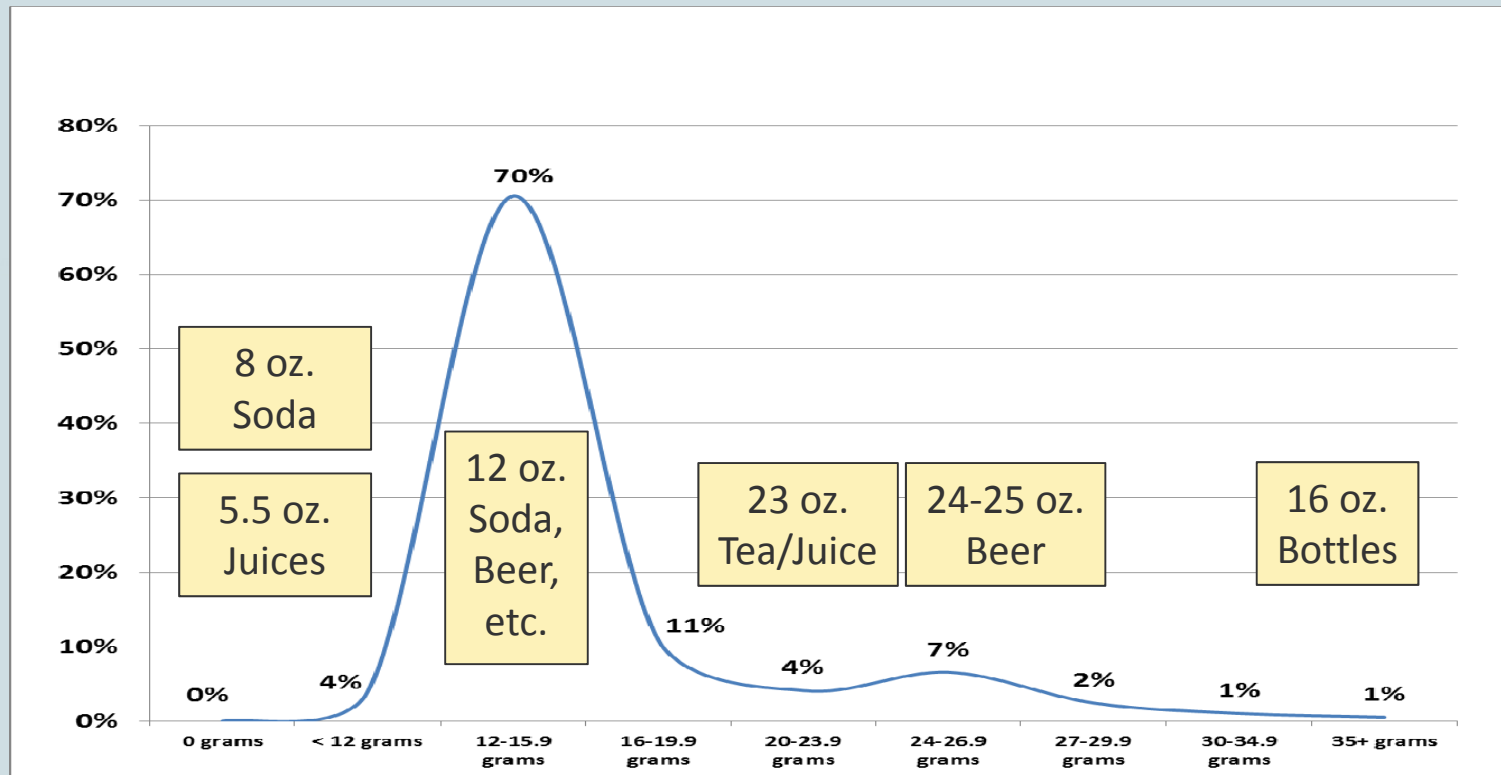 80%
70%
70%
60%
50%
40%
30%
20%
10%
0%
8 oz.
Soda
5.5 oz.
Juices
12 oz.
Soda,
Beer,
etc.
23 oz.
Tea/Juice
24-25 oz.
Beer
16 oz.
Bottles
0%
4%
11%
4%
7%
2%
1%
1%
0 grams
< 12 grams
12-15.9
grams
16-19.9
grams
20-23.9
grams
24-26.9
grams
27-29.9
grams
30-34.9
grams
35+ grams